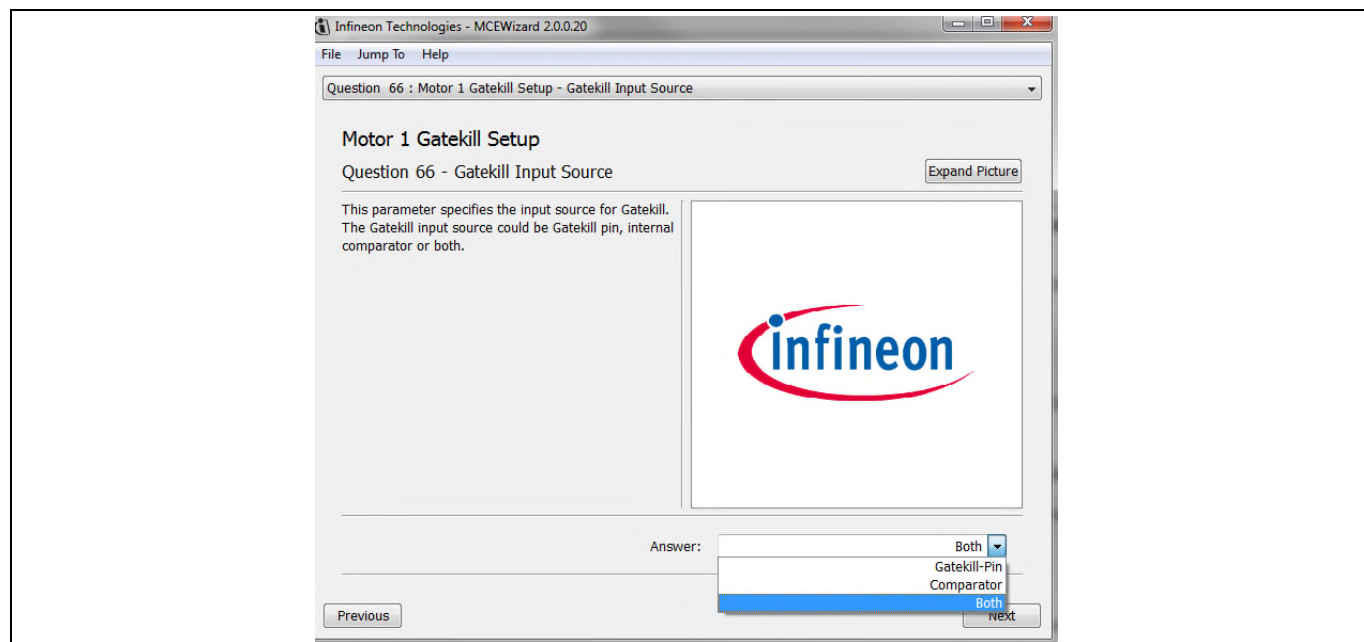 Infineon Technologies - MCEWizard 2.0.0.20
File Jump To Help
Question 66 : Motor 1 Gatekill Setup - Gatekill Input Source
Motor 1 Gatekill Setup
Question 66 - Gatekill Input Source
Expand Picture
This parameter specifies the input source for Gatekill.
The Gatekill input source could be Gatekill pin, internal
comparator or both.
infineon
Answer:
Both
Gatekill-Pin
Comparator
Both
Previous
Next